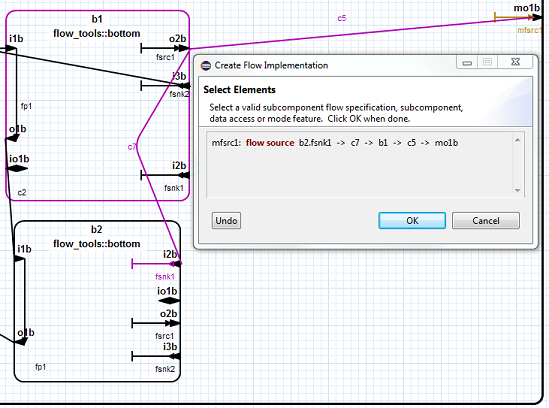 b1
flow_tools::bottom
i1b
o2b
fsrc1
i3b
fsnk2
fp1
o1b
io1b
c2
i2b
fsnk1
c7
c5
mo1b
mfsrc1
Create Flow Implementation
Select Elements
Select a valid subcomponent flow specification, subcomponent,
data access or mode feature. Click OK when done.
mfsrc1: flow source b2.fsnk1 -> c7 -> b1 -> c5 -> mo1b
Undo
OK
Cancel
b2
flow_tools::bottom
i1b
i2b
fsnk1
io1b
o2b
fsrc1
o1b
i3b
fp1
fsnk2